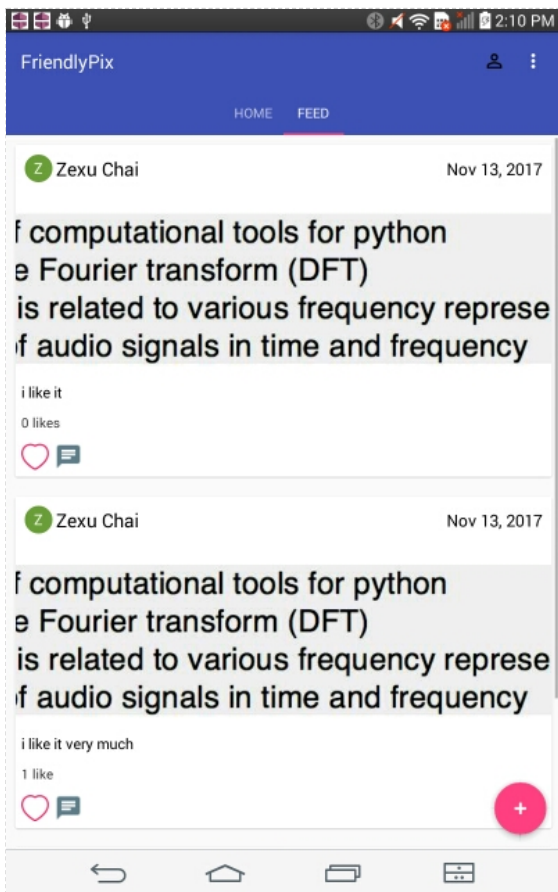 2:10 PM
FriendlyPix
HOME FEED
Z Zexu Chai Nov 13, 2017
f computational tools for python
e Fourier transform (DFT)
is related to various frequency represe
of audio signals in time and frequency
i like it
0 likes
Z Zexu Chai Nov 13, 2017
f computational tools for python
e Fourier transform (DFT)
is related to various frequency represe
of audio signals in time and frequency
i like it very much
1 like
+